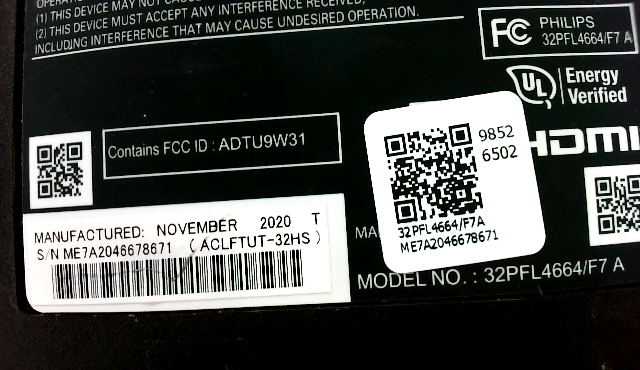 (1) THIS DEVICE MAY NOT CAUSE
(2) THIS DEVICE MUST ACCEPT ANY INTERFERENCE RECEIVED,
INCLUDING INTERFERENCE THAT MAY CAUSE UNDESIRED OPERATION.
FC PHILIPS
32PFL4664/F7 A
UL Energy
Verified
HDMI
Contains FCC ID : ADTU9W31
9852
6502
32PFL4664/F7A
ME7A2046678671
MANUFACTURED: NOVEMBER 2020 T
S/N ME7A2046678671 (ACLFTUT-32HS)
MODEL NO. : 32PFL4664/F7 A